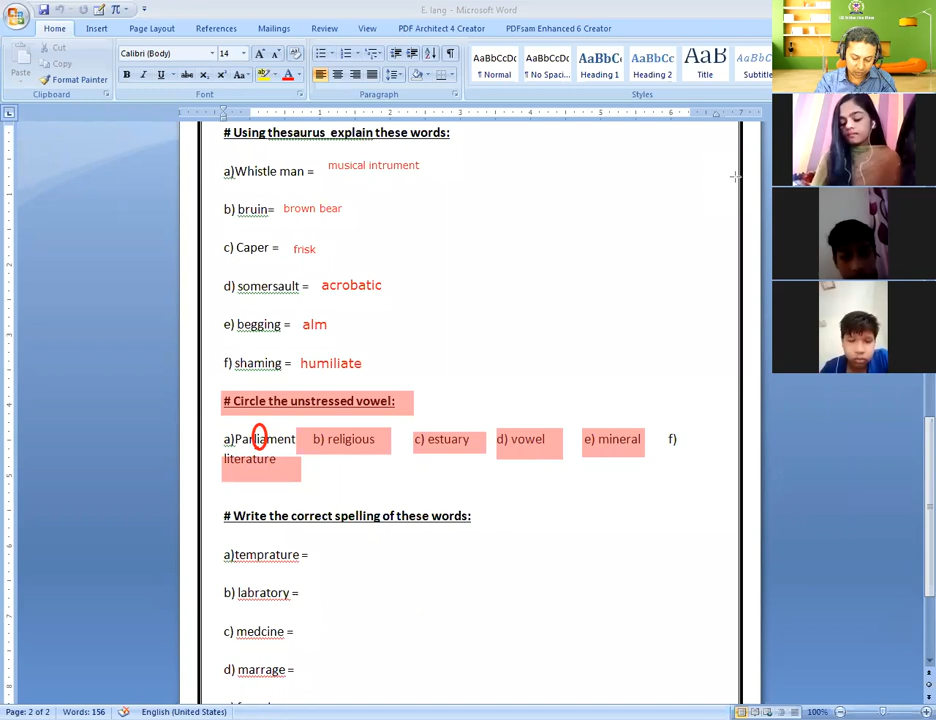 E. lang - Microsoft Word
Home Insert Page Layout References Mailings Review View PDF Architect 4 Creator PDFsam Enhanced 6 Creator
Cut
Copy
Paste
Format Painter
Clipboard
Calibri (Body) 14
Font
Paragraph
AaBbCcDc AaBbCcDc AaBbCc AaBbCc AaB AaBbCc
¶ Normal ¶ No Spaci... Heading 1 Heading 2 Title Subtitle
Styles
# Using thesaurus explain these words:
a)Whistle man = musical intrument
b) bruin= brown bear
c) Caper = frisk
d) somersault = acrobatic
e) begging = alm
f) shaming = humiliate
# Circle the unstressed vowel:
a)Parliament b) religious c) estuary d) vowel e) mineral f)
literature
# Write the correct spelling of these words:
a)temprature =
b) labratory =
c) medcine =
d) marrage =
Page: 2 of 2 Words: 156 English (United States) 100%